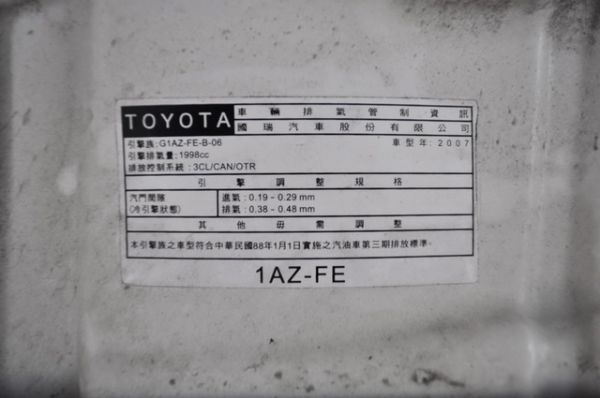 TOYOTA 車輛排氣管制資訊
國瑞汽車股份有限公司
引擎族:G1AZ-FE-B-06 車型年:2007
引擎排氣量:1998cc
排放控制系統:3CL/CAN/OTR
引擎調整規格
汽門間隙 進氣:0.19-0.29mm
(冷引擎狀態) 排氣:0.38-0.48mm
其他毋需調整
本引擎族之車型符合中華民國88年1月1日實施之汽油車第三期排放標準。
1AZ-FE